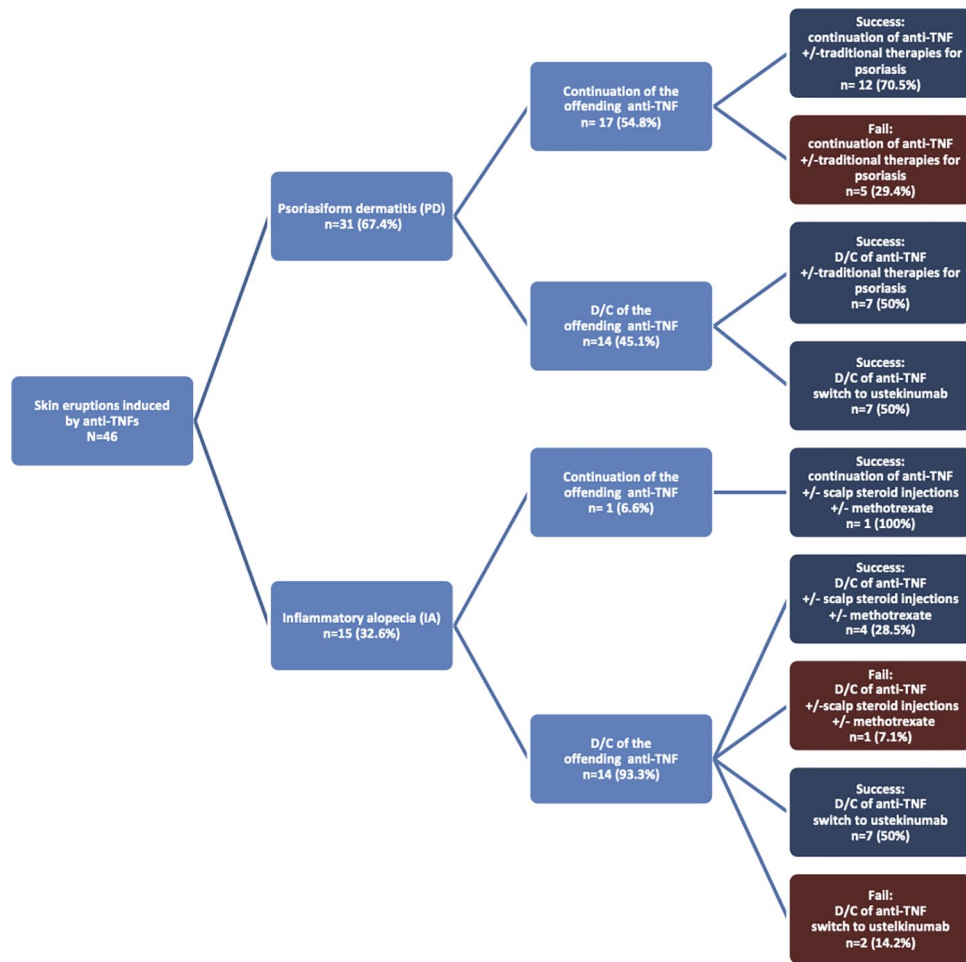 Skin eruptions induced
by anti-TNFs
N=46
Psoriasiform dermatitis (PD)
n=31 (67.4%)
Inflammatory alopecia (IA)
n=15 (32.6%)
Continuation of the
offending anti-TNF
n= 17 (54.8%)
D/C of the
offending anti-TNF
n=14 (45.1%)
Continuation of the
offending anti-TNF
n= 1 (6.6%)
D/C of the
offending anti-TNF
n=14 (93.3%)
Success:
continuation of anti-TNF
+/-traditional therapies for
psoriasis
n= 12 (70.5%)
Fail:
continuation of anti-TNF
+/-traditional therapies for
psoriasis
n=5 (29.4%)
Success:
D/C of anti-TNF
+/-traditional therapies for
psoriasis
n=7 (50%)
Success:
D/C of anti-TNF
switch to ustekinumab
n=7 (50%)
Success:
continuation of anti-TNF
+/- scalp steroid injections
+/- methotrexate
n= 1 (100%)
Success:
D/C of anti-TNF
+/- scalp steroid injections
+/- methotrexate
n=4 (28.5%)
Fail:
D/C of anti-TNF
+/-scalp steroid injections
+/- methotrexate
n=1 (7.1%)
Success:
D/C of anti-TNF
switch to ustekinumab
n=7 (50%)
Fail:
D/C of anti-TNF
switch to ustelkinumab
n=2 (14.2%)